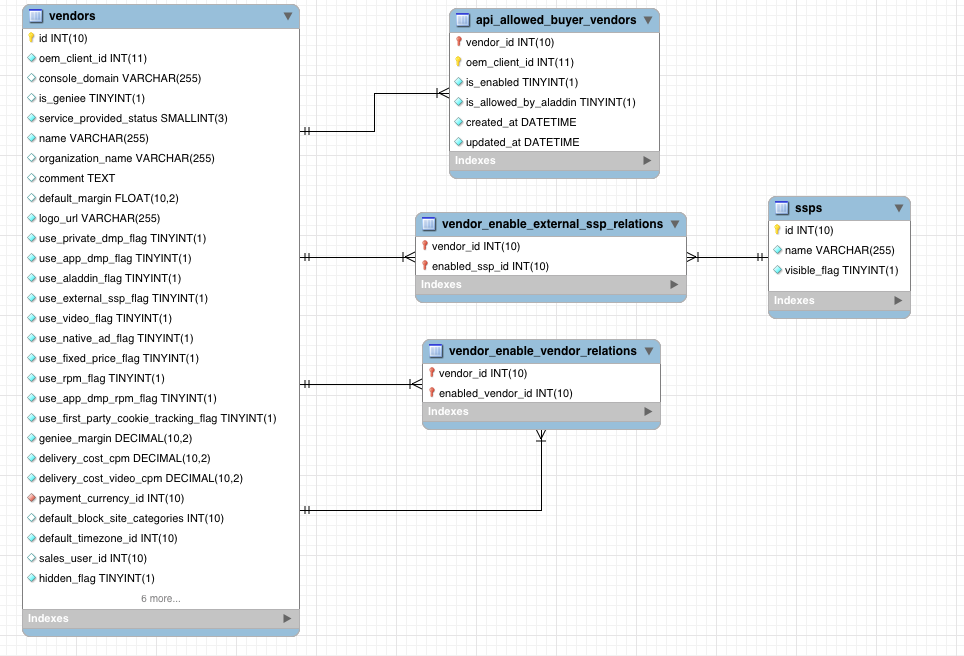 vendors
id INT(10)
oem_client_id INT(11)
console_domain VARCHAR(255)
is_geniee TINYINT(1)
service_provided_status SMALLINT(3)
name VARCHAR(255)
organization_name VARCHAR(255)
comment TEXT
default_margin FLOAT(10,2)
logo_url VARCHAR(255)
use_private_dmp_flag TINYINT(1)
use_app_dmp_flag TINYINT(1)
use_aladdin_flag TINYINT(1)
use_external_ssp_flag TINYINT(1)
use_video_flag TINYINT(1)
use_native_ad_flag TINYINT(1)
use_fixed_price_flag TINYINT(1)
use_rpm_flag TINYINT(1)
use_app_dmp_rpm_flag TINYINT(1)
use_first_party_cookie_tracking_flag TINYINT(1)
geniee_margin DECIMAL(10,2)
delivery_cost_cpm DECIMAL(10,2)
delivery_cost_video_cpm DECIMAL(10,2)
payment_currency_id INT(10)
default_block_site_categories INT(10)
default_timezone_id INT(10)
sales_user_id INT(10)
hidden_flag TINYINT(1)
6 more...
Indexes
api_allowed_buyer_vendors
vendor_id INT(10)
oem_client_id INT(11)
is_enabled TINYINT(1)
is_allowed_by_aladdin TINYINT(1)
created_at DATETIME
updated_at DATETIME
Indexes
vendor_enable_external_ssp_relations
vendor_id INT(10)
enabled_ssp_id INT(10)
Indexes
ssps
id INT(10)
name VARCHAR(255)
visible_flag TINYINT(1)
Indexes
vendor_enable_vendor_relations
vendor_id INT(10)
enabled_vendor_id INT(10)
Indexes